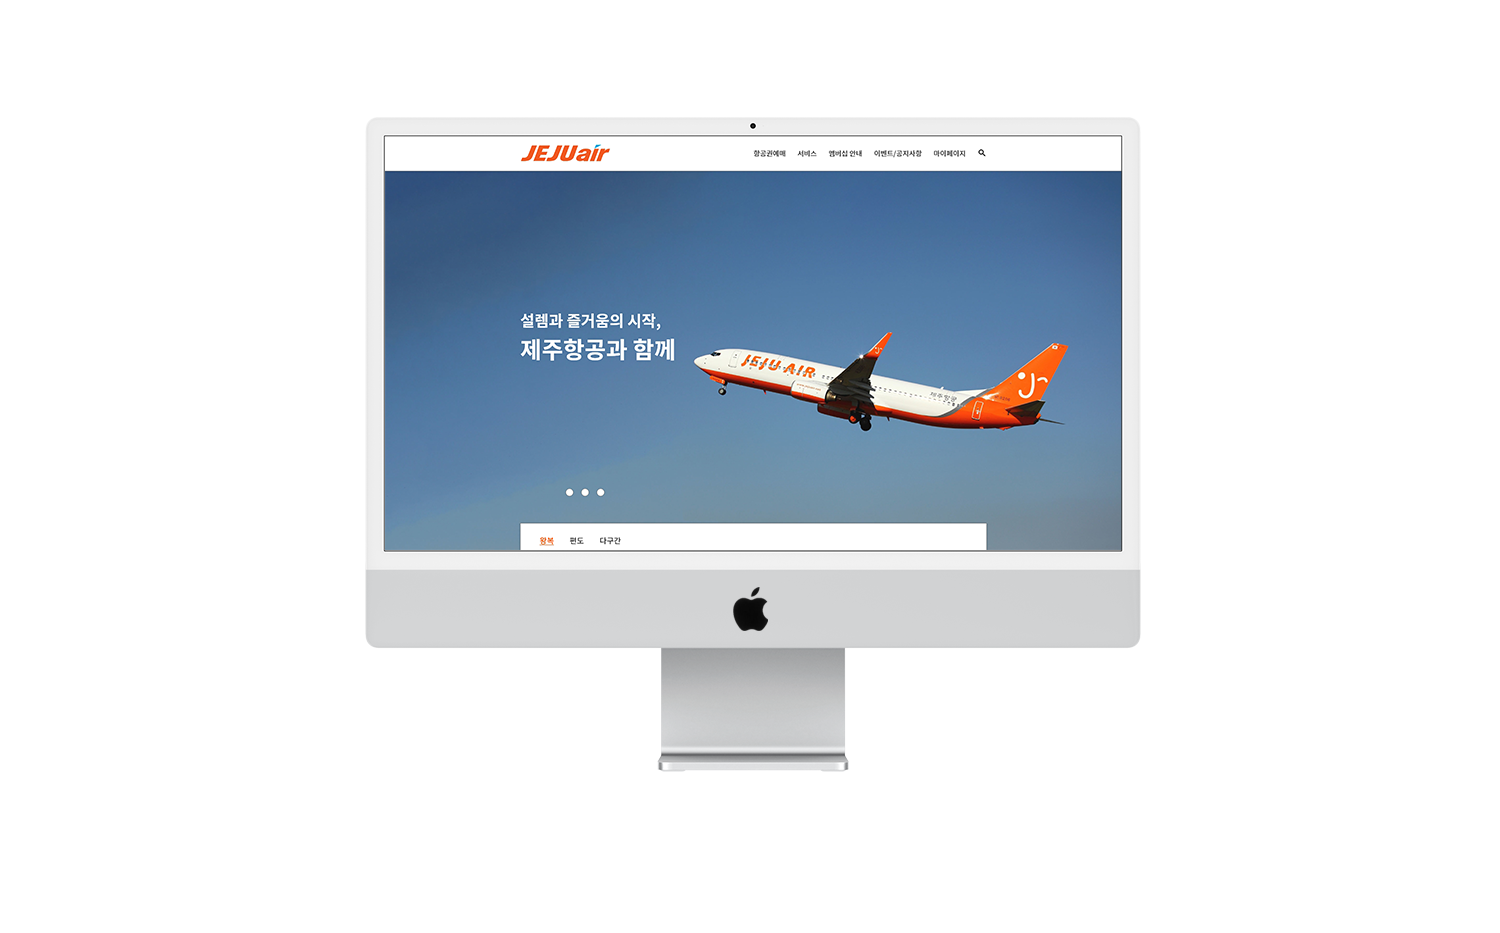 JEJUair
항공권예매 서비스 멤버십 안내 이벤트/공지사항 마이페이지
설렘과 즐거움의 시작,
제주항공과 함께
JEJU AIR
제주항공
왕복 편도 다구간